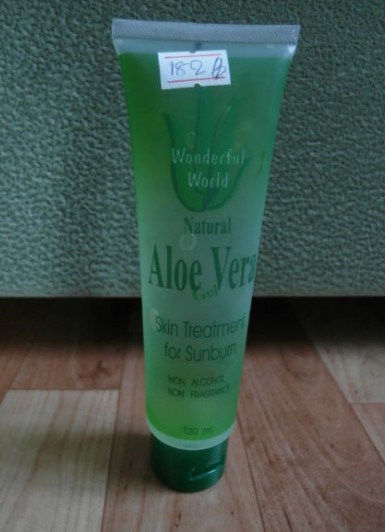 182 ฿
Wonderful
World
Natural
Aloe Vera
Gel
Skin Treatment
for Sunburn
NON ALCOHOL
NON FRAGRANCE
120 ml